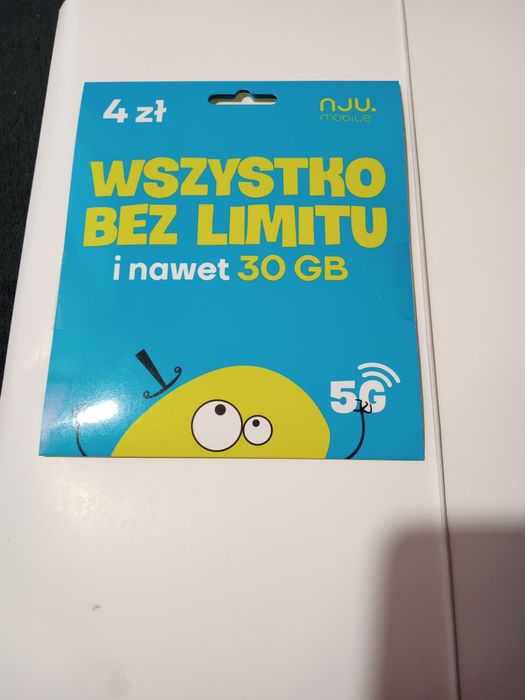 4 zł
nju.
mobile
WSZYSTKO
BEZ LIMITU
i nawet 30 GB
5G